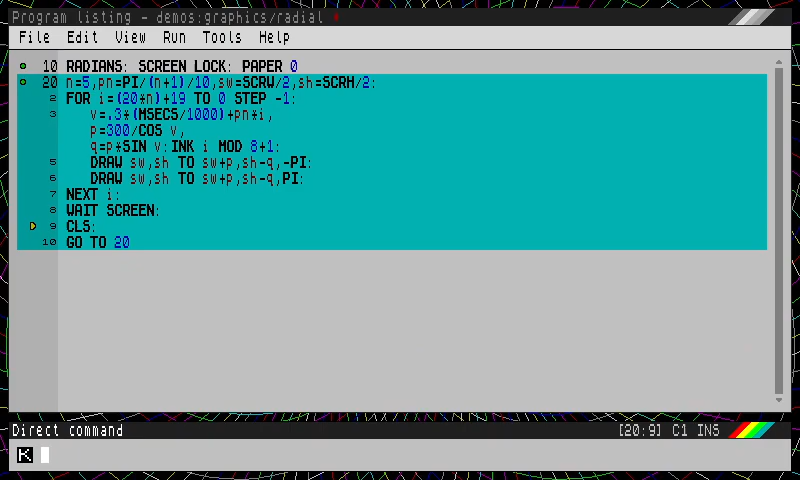 Program listing - demos:graphics/radial *
File Edit View Run Tools Help
10 RADIANS: SCREEN LOCK: PAPER 0
20 n=5,pn=PI/(n+1)/10,sw=SCRW/2,sh=SCRH/2:
2 FOR i=(20*n)+19 TO 0 STEP -1:
3 v=.3*(MSECS/1000)+pn*i,
p=300/COS v,
q=p*SIN v:INK i MOD 8+1:
5 DRAW sw,sh TO sw+p,sh-q,-PI:
6 DRAW sw,sh TO sw+p,sh-q,PI:
7 NEXT i:
8 WAIT SCREEN:
9 CLS:
10 GO TO 20
Direct command [20:9] C1 INS
K